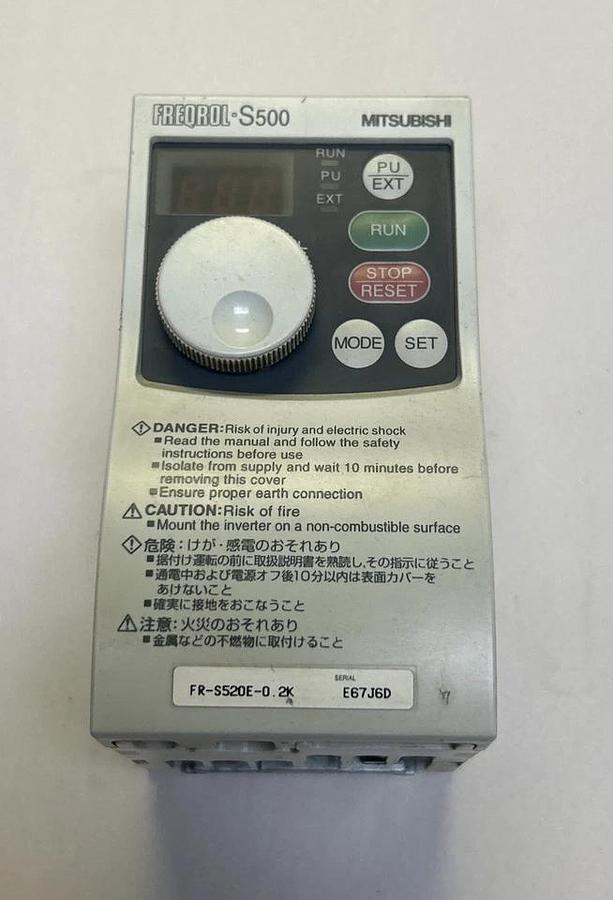 FREQROL-S500 MITSUBISHI
RUN
PU
EXT
PU
EXT
RUN
STOP
RESET
MODE SET
DANGER: Risk of injury and electric shock
■Read the manual and follow the safety
instructions before use
■Isolate from supply and wait 10 minutes before
removing this cover
■Ensure proper earth connection
CAUTION: Risk of fire
■Mount the inverter on a non-combustible surface
危険:けが・感電のおそれあり
■据付け運転の前に取扱説明書を熟読し、その指示に従うこと
■通電中および電源オフ後10分以内は表面カバーを
あけないこと
■確実に接地をおこなうこと
注意:火災のおそれあり
■金属などの不燃物に取付けること
SERIAL
FR-S520E-0.2K E67J6D